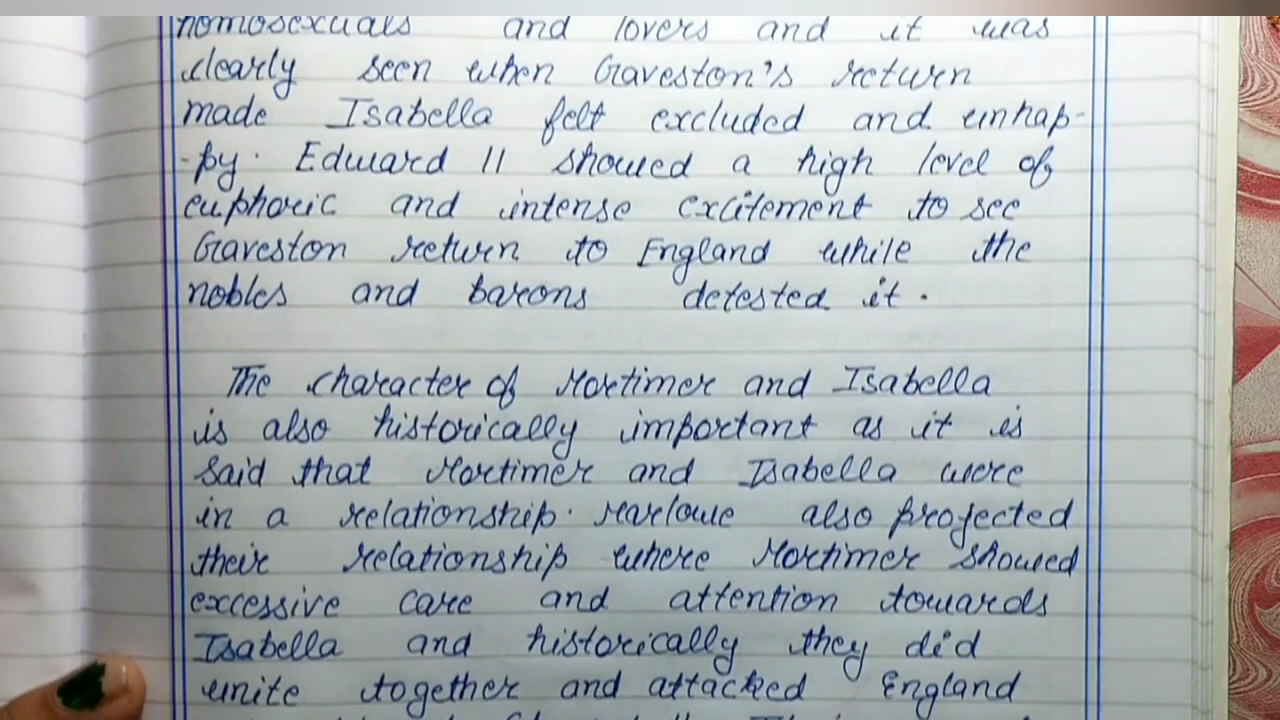 homosexuals and lovers and it was
clearly seen when Gaveston's return
made Isabella felt excluded and unhap-
-py. Edward II showed a high level of
euphoric and intense excitement to see
Gaveston return to England while the
nobles and barons detested it.
The character of Mortimer and Isabella
is also historically important as it is
said that Mortimer and Isabella were
in a relationship. Marlowe also projected
their relationship where Mortimer showed
excessive care and attention towards
Isabella and historically they did
unite together and attacked England